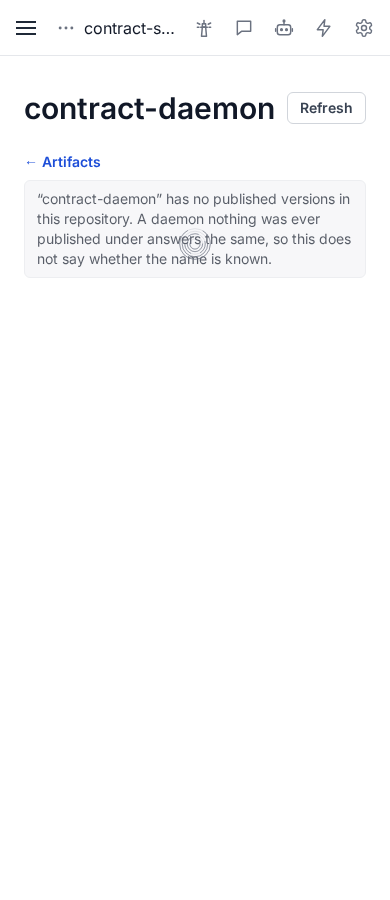 contract-s...
contract-daemon
Refresh
← Artifacts
“contract-daemon” has no published versions in
this repository. A daemon nothing was ever
published under answers the same, so this does
not say whether the name is known.